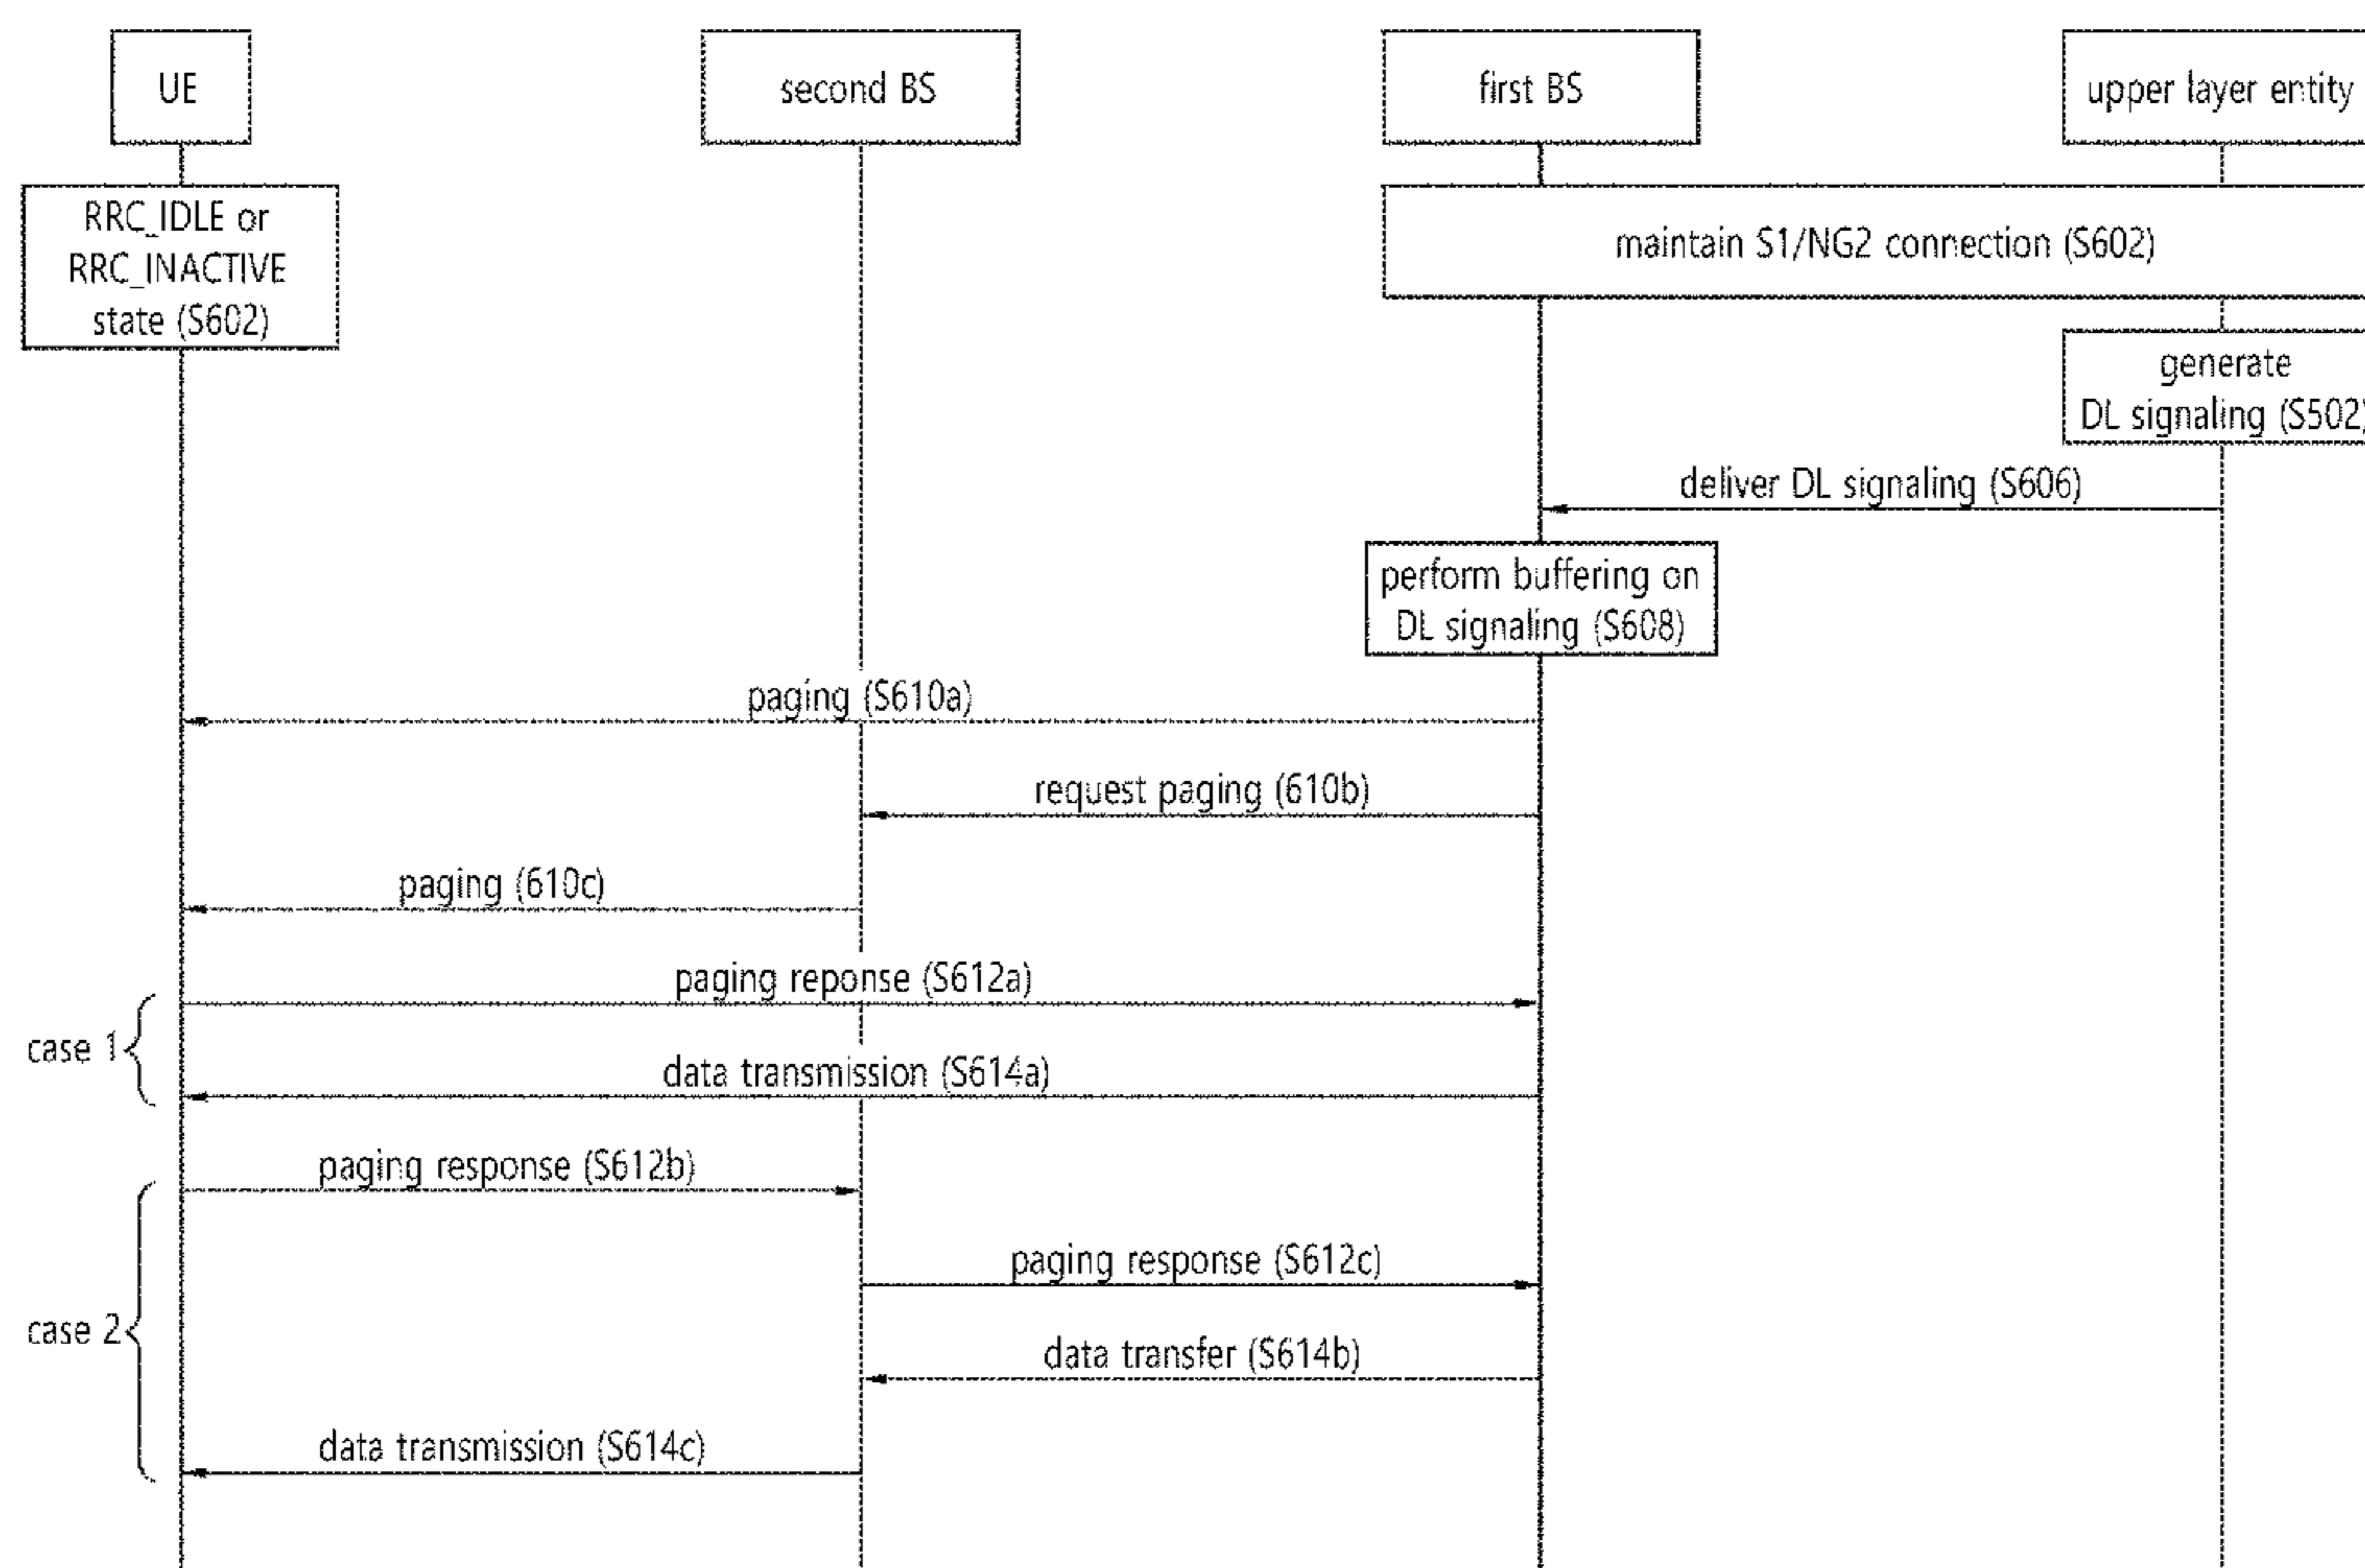 UE
second BS
first BS
upper layer entity
RRC_IDLE or
RRC_INACTIVE
state (S602)
maintain S1/NG2 connection (S602)
generate
DL signaling (S502)
deliver DL signaling (S606)
perform buffering on
DL signaling (S608)
paging (S610a)
request paging (610b)
paging (610c)
paging reponse (S612a)
case 1
data transmission (S614a)
paging response (S612b)
paging response (S612c)
case 2
data transfer (S614b)
data transmission (S614c)